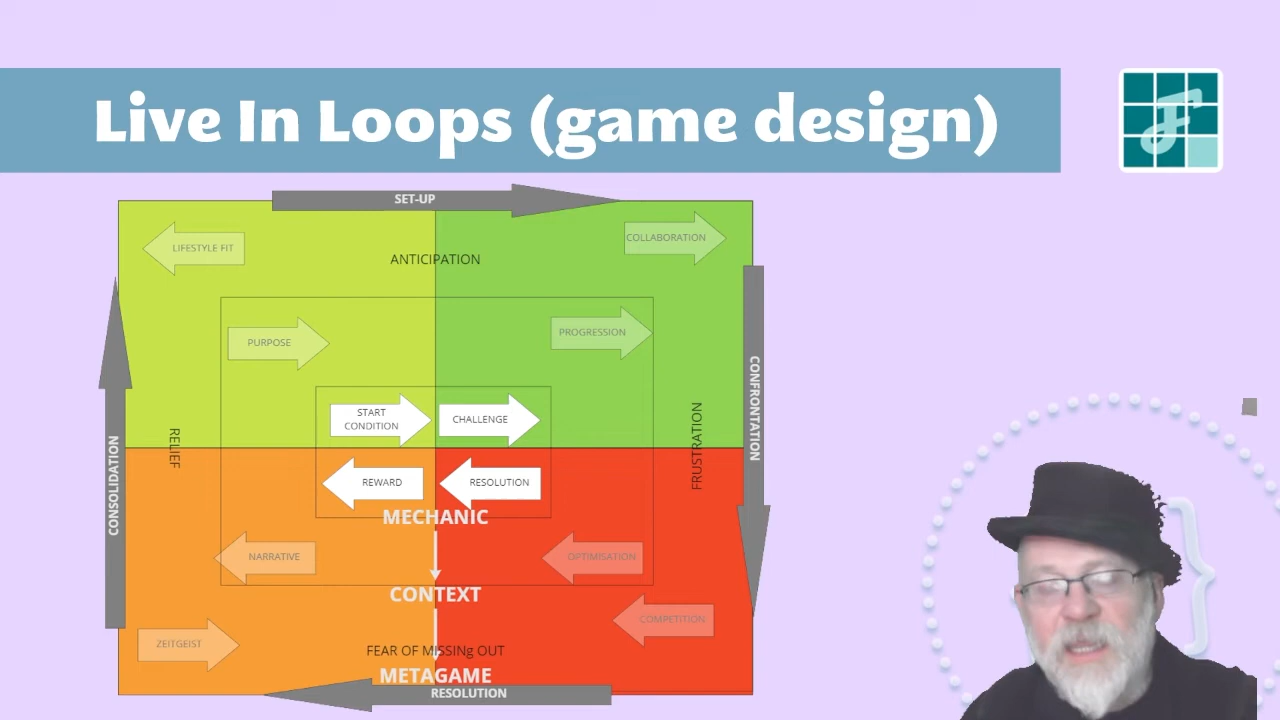 Live In Loops (game design)
F
SET-UP
LIFESTYLE FIT
COLLABORATION
ANTICIPATION
PURPOSE
PROGRESSION
START
CONDITION
CHALLENGE
RELIEF
FRUSTRATION
CONFRONTATION
CONSOLIDATION
REWARD
RESOLUTION
MECHANIC
NARRATIVE
OPTIMISATION
CONTEXT
COMPETITION
ZEITGEIST
FEAR OF MISSINg OUT
METAGAME
RESOLUTION
}